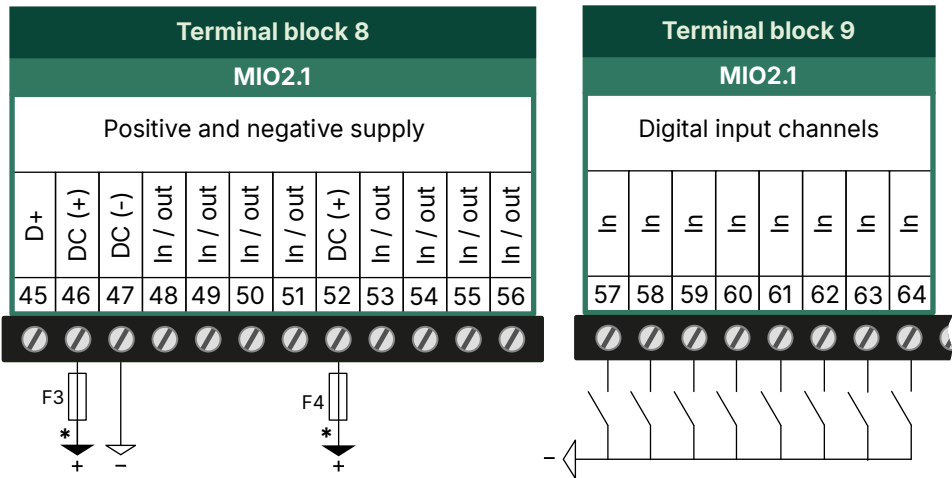 Terminal block 8
MIO2.1
Positive and negative supply
D+ DC (+) DC (-) In / out In / out In / out In / out DC (+) In / out In / out In / out In / out
45 46 47 48 49 50 51 52 53 54 55 56
F3 F4
* *
+ − +
Terminal block 9
MIO2.1
Digital input channels
In In In In In In In In
57 58 59 60 61 62 63 64
−